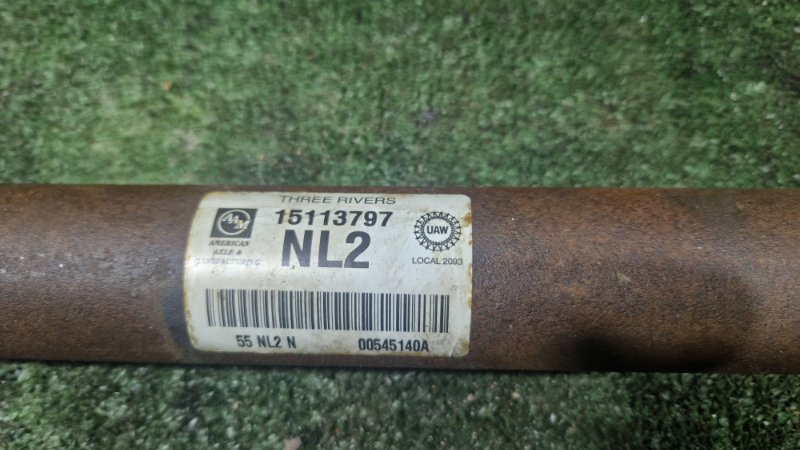 THREE RIVERS
15113797
NL2
AAM
AMERICAN
AXLE &
MANUFACTURING
UAW
LOCAL 2093
55 NL2 N
00545140A